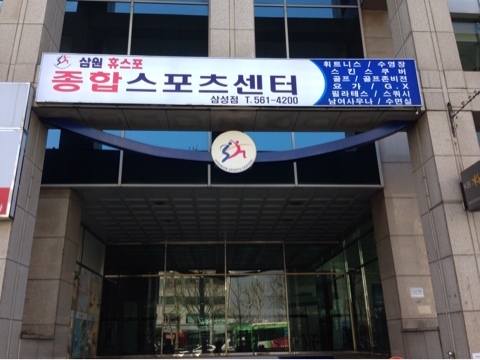 삼원 휴스포
종합스포츠센터
삼성점 T.561-4200
휘트니스 / 수영장
스킨스쿠버
골프 / 골프존비전
요가 / G.X
필라테스 / 스쿼시
남여사우나 / 수면실